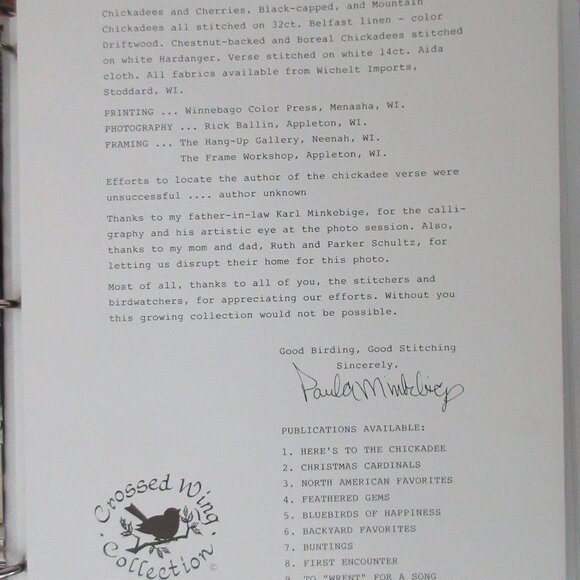 Chickadees and Cherries, Black-capped, and Mountain
Chickadees all stitched on 32ct. Belfast linen - color
Driftwood. Chestnut-backed and Boreal Chickadees stitched
on white Hardanger. Verse stitched on white 14ct. Aida
cloth. All fabrics available from Wichelt Imports,
Stoddard, WI.
PRINTING ... Winnebago Color Press, Menasha, WI.
PHOTOGRAPHY ... Rick Ballin, Appleton, WI.
FRAMING ... The Hang-Up Gallery, Neenah, WI.
The Frame Workshop, Appleton, WI.
Efforts to locate the author of the chickadee verse were
unsuccessful .... author unknown
Thanks to my father-in-law Karl Minkebige, for the calli-
graphy and his artistic eye at the photo session. Also,
thanks to my mom and dad, Ruth and Parker Schultz, for
letting us disrupt their home for this photo.
Most of all, thanks to all of you, the stitchers and
birdwatchers, for appreciating our efforts. Without you
this growing collection would not be possible.
Good Birding, Good Stitching
Sincerely,
Paula Minkebige
PUBLICATIONS AVAILABLE:
1. HERE'S TO THE CHICKADEE
2. CHRISTMAS CARDINALS
3. NORTH AMERICAN FAVORITES
4. FEATHERED GEMS
5. BLUEBIRDS OF HAPPINESS
6. BACKYARD FAVORITES
7. BUNTINGS
8. FIRST ENCOUNTER
9. TO "WRENT" FOR A SONG
· Crossed Wing ·
Collection
©